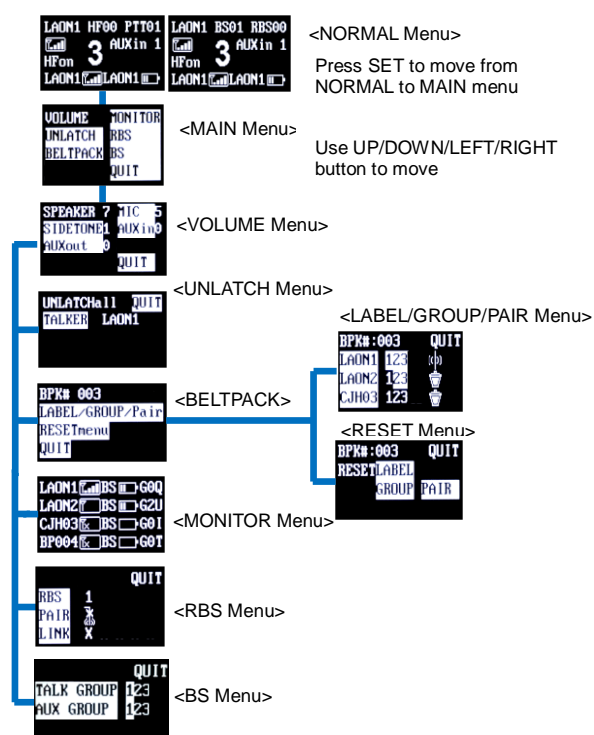 LAON1 HF00 PTT01
AUXin 1
HFon 3
LAON1 LAON1
LAON1 BS01 RBS00
AUXin 1
HFon 3
LAON1 LAON1
<NORMAL Menu>
Press SET to move from
NORMAL to MAIN menu
VOLUME MONITOR
UNLATCH RBS
BELTPACK BS
QUIT
<MAIN Menu>
Use UP/DOWN/LEFT/RIGHT
button to move
SPEAKER 7 MIC 5
SIDETONE1 AUXin0
AUXout 0
QUIT
<VOLUME Menu>
UNLATCHall QUIT
TALKER LAON1
<UNLATCH Menu>
BPK# 003
LABEL/GROUP/Pair
RESETmenu
QUIT
<BELTPACK>
<LABEL/GROUP/PAIR Menu>
BPK#:003 QUIT
LAON1 123
LAON2 123
CJH03 123
<RESET Menu>
BPK#:003 QUIT
RESET LABEL
GROUP PAIR
LAON1 BS G0Q
LAON2 BS G2U
CJH03 BS G0I
BP004 BS G0T
<MONITOR Menu>
QUIT
RBS 1
PAIR X
LINK X
<RBS Menu>
QUIT
TALK GROUP 123
AUX GROUP 123
<BS Menu>